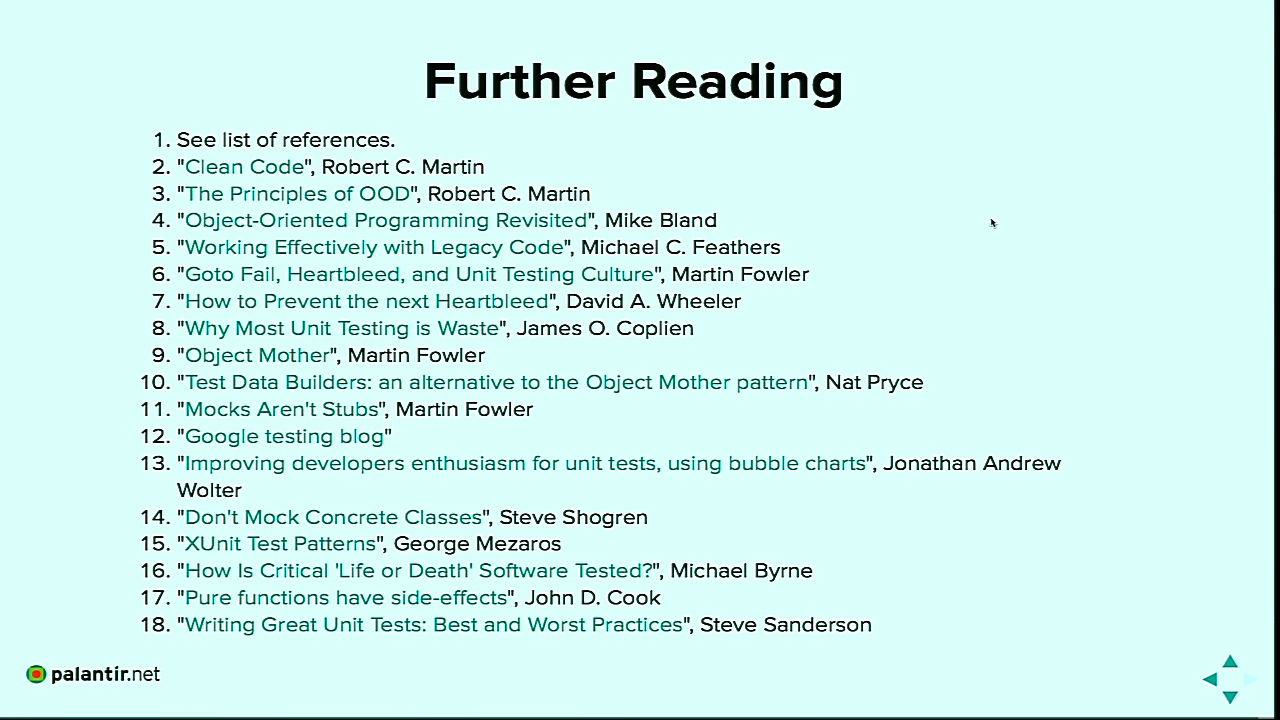 Further Reading
1. See list of references.
2. "Clean Code", Robert C. Martin
3. "The Principles of OOD", Robert C. Martin
4. "Object-Oriented Programming Revisited", Mike Bland
5. "Working Effectively with Legacy Code", Michael C. Feathers
6. "Goto Fail, Heartbleed, and Unit Testing Culture", Martin Fowler
7. "How to Prevent the next Heartbleed", David A. Wheeler
8. "Why Most Unit Testing is Waste", James O. Coplien
9. "Object Mother", Martin Fowler
10. "Test Data Builders: an alternative to the Object Mother pattern", Nat Pryce
11. "Mocks Aren't Stubs", Martin Fowler
12. "Google testing blog"
13. "Improving developers enthusiasm for unit tests, using bubble charts", Jonathan Andrew
Wolter
14. "Don't Mock Concrete Classes", Steve Shogren
15. "XUnit Test Patterns", George Mezaros
16. "How Is Critical 'Life or Death' Software Tested?", Michael Byrne
17. "Pure functions have side-effects", John D. Cook
18. "Writing Great Unit Tests: Best and Worst Practices", Steve Sanderson
palantir.net